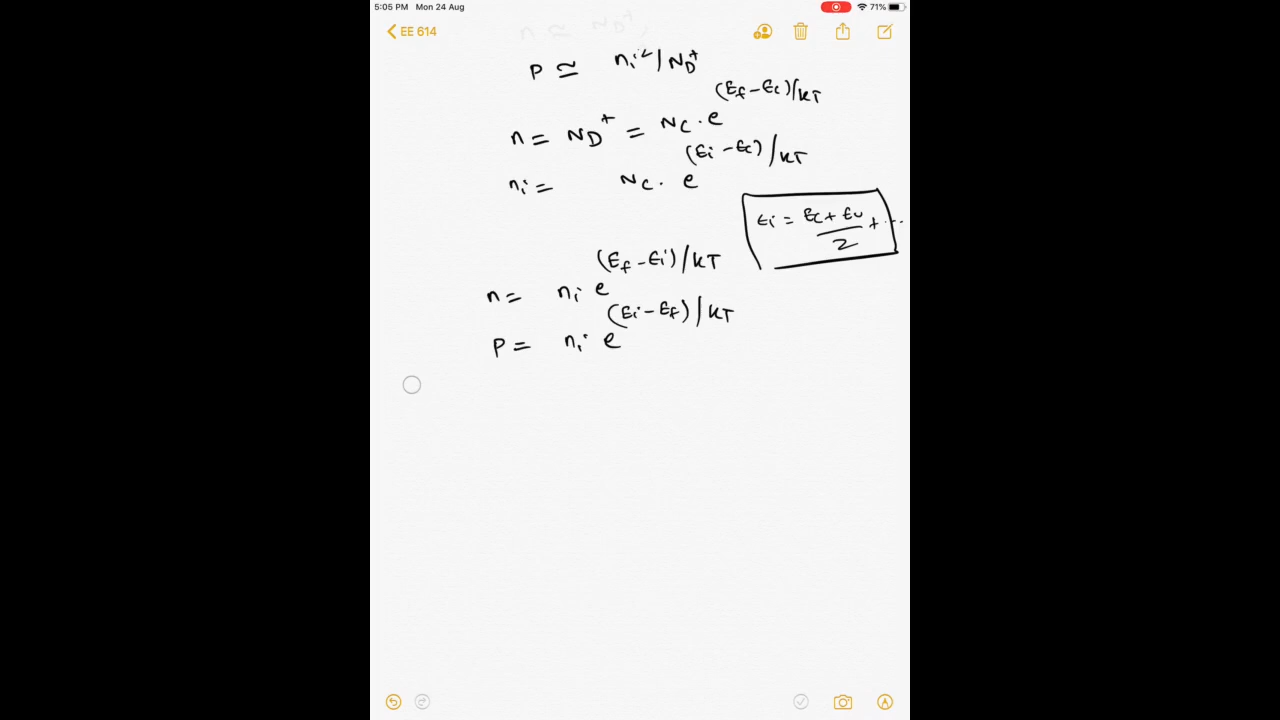 5:05 PM Mon 24 Aug 71%
EE 614
P ≃ nᵢ² / N_D⁺
n = N_D⁺ = N_C · e^(E_f - E_c)/kT
nᵢ = N_C · e^(Eᵢ - E_c)/kT
Eᵢ = (E_c + E_v)/2 + ...
n = nᵢ e^(E_f - Eᵢ)/kT
P = nᵢ e^(Eᵢ - E_f)/kT